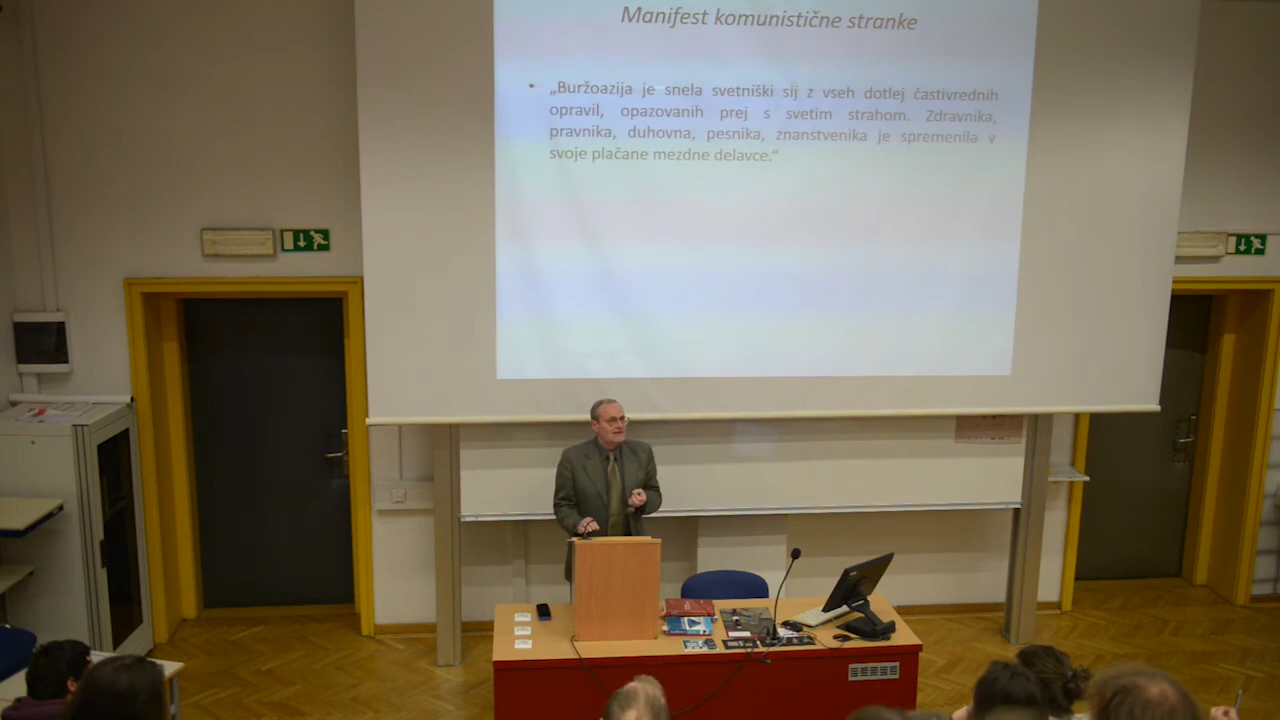 Manifest komunistične stranke
• „Buržoazija je snela svetniški sij z vseh dotlej častivrednih
opravil, opazovanih prej s svetim strahom. Zdravnika,
pravnika, duhovna, pesnika, znanstvenika je spremenila v
svoje plačane mezdne delavce.“